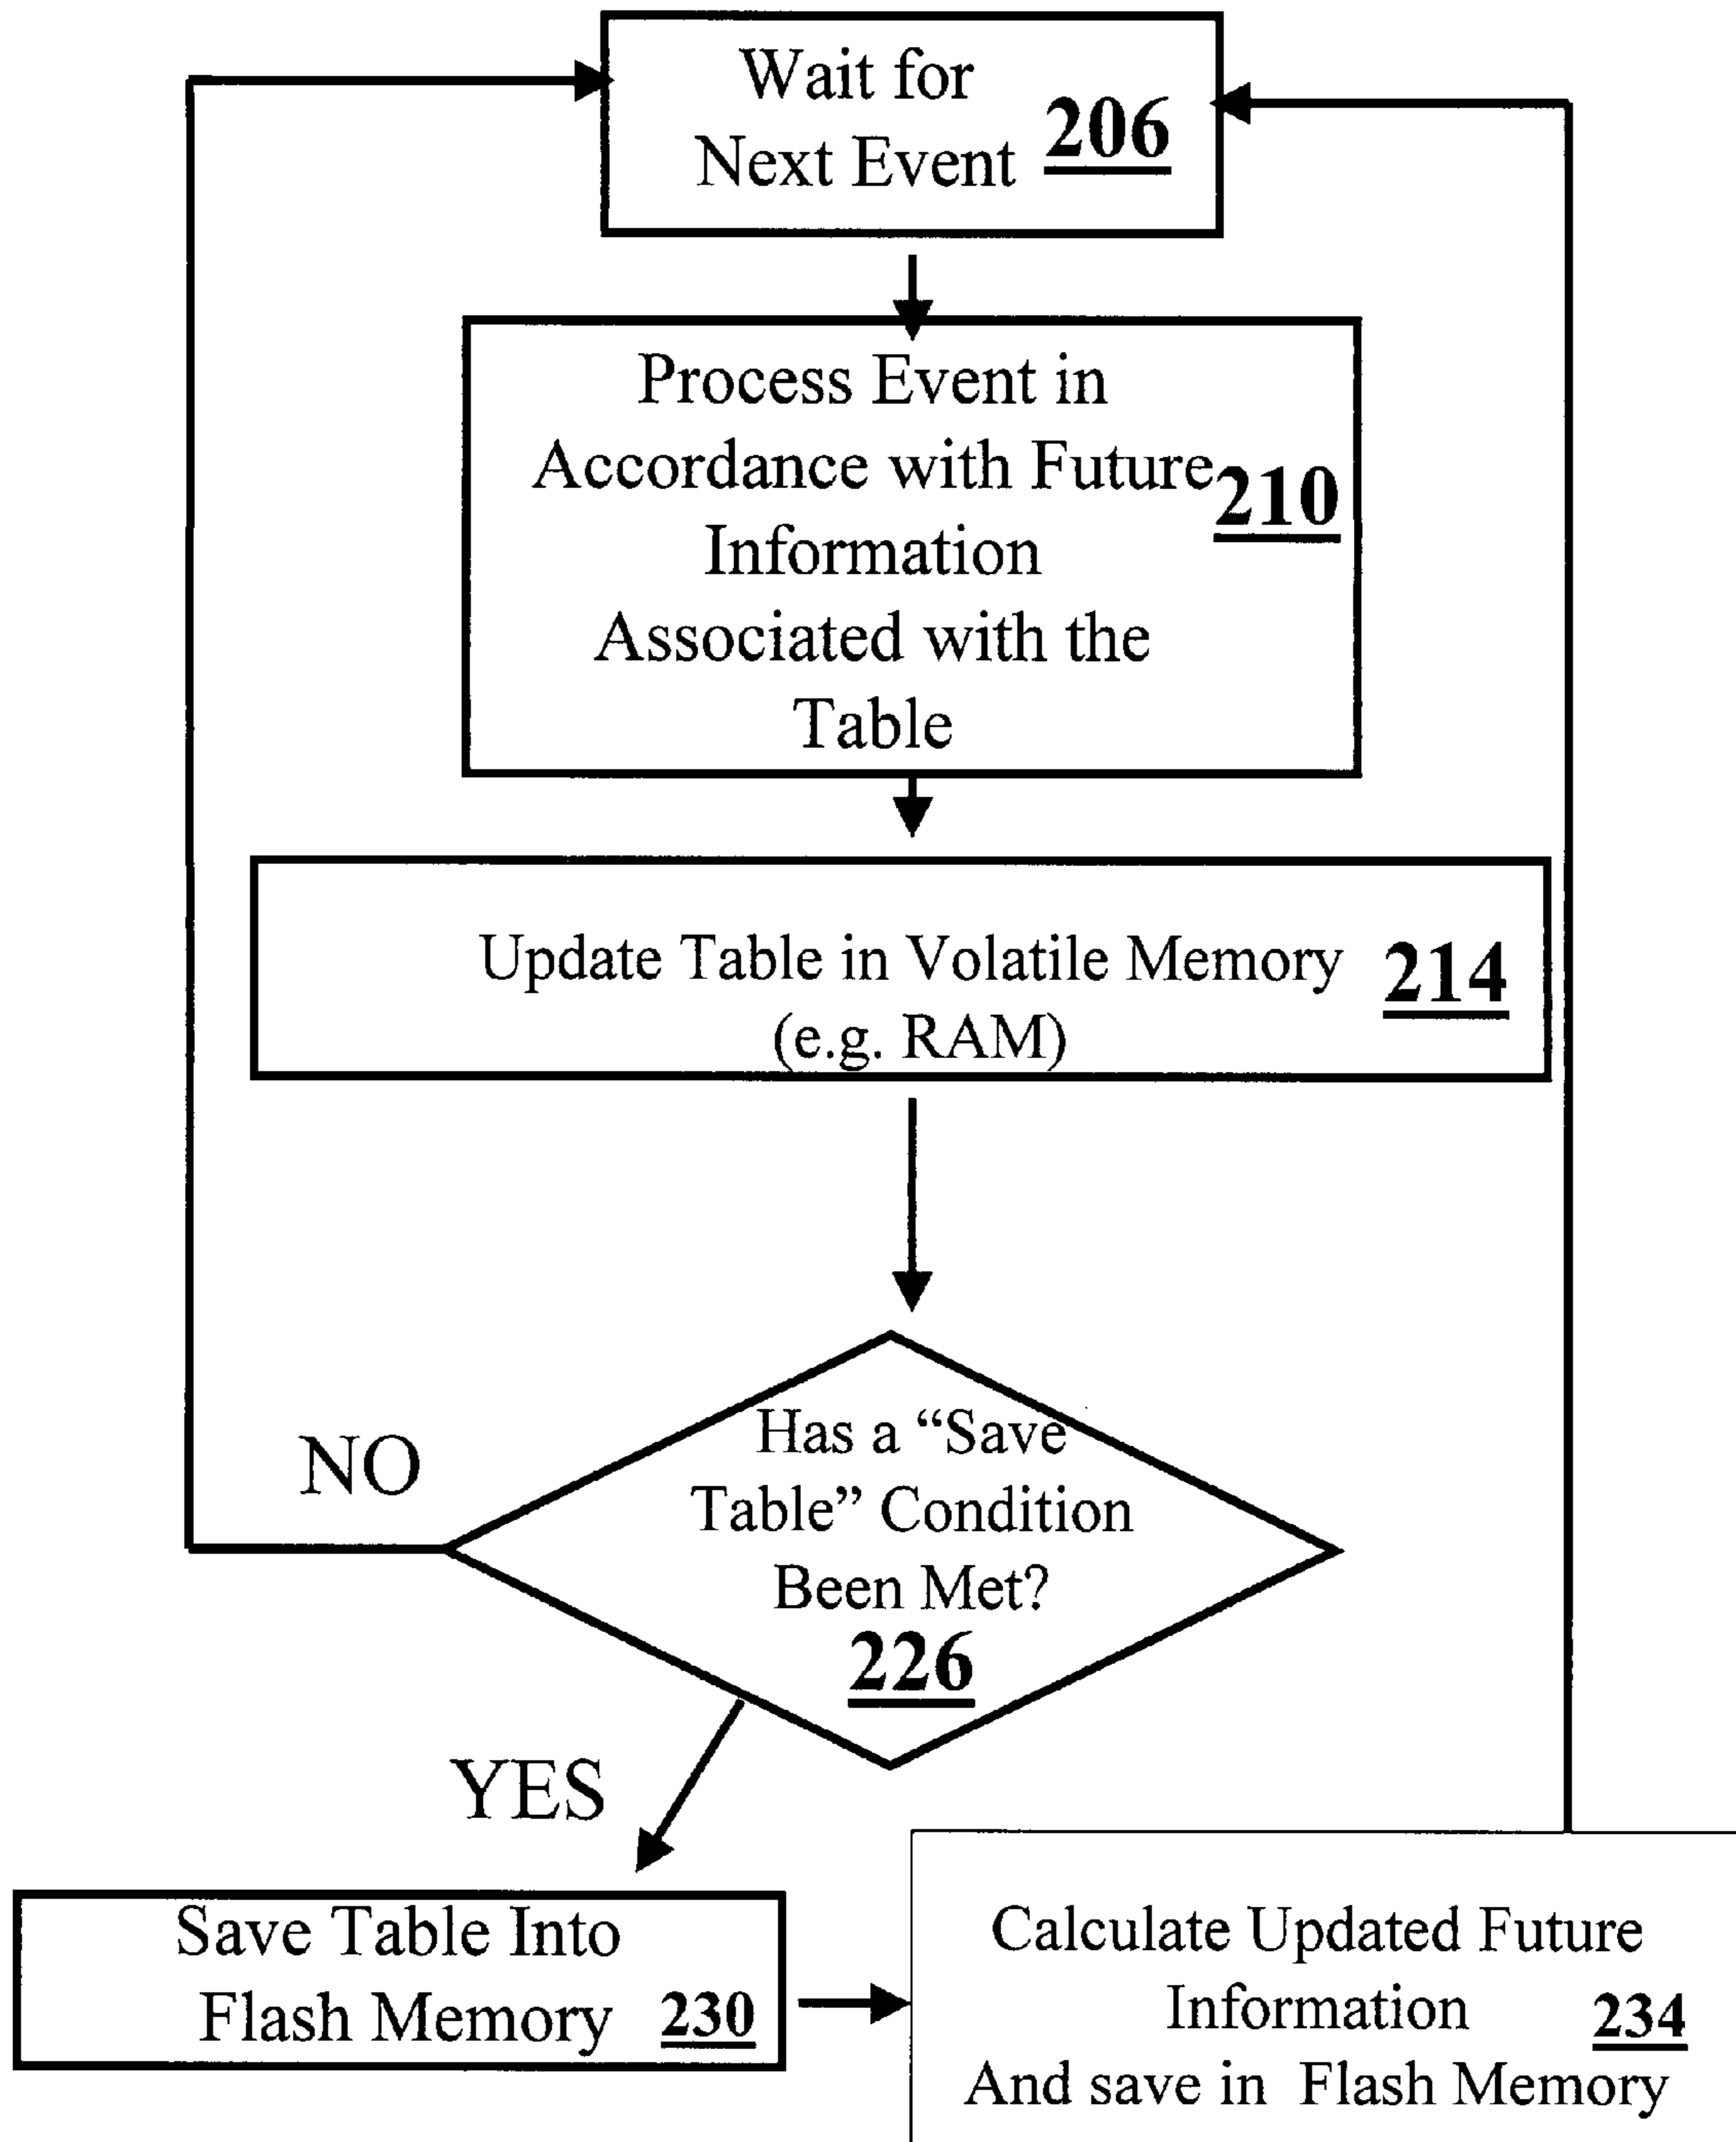 Wait for
Next Event 206
Process Event in
Accordance with Future 210
Information
Associated with the
Table
Update Table in Volatile Memory 214
(e.g. RAM)
Has a “Save
Table” Condition
Been Met?
226
NO
YES
Save Table Into
Flash Memory 230
Calculate Updated Future
Information 234
And save in Flash Memory